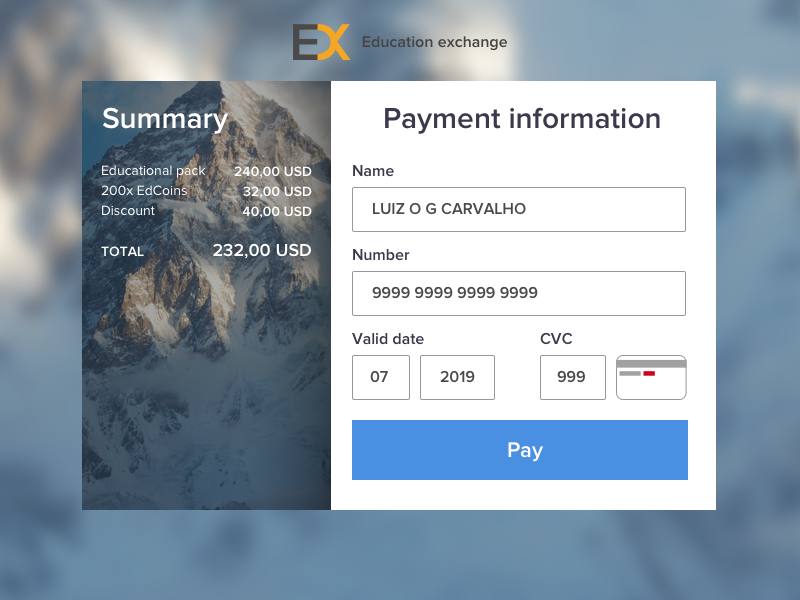 EX Education exchange
Summary
Educational pack 240,00 USD
200x EdCoins 32,00 USD
Discount 40,00 USD
TOTAL 232,00 USD
Payment information
Name
LUIZ O G CARVALHO
Number
9999 9999 9999 9999
Valid date CVC
07 2019 999
Pay